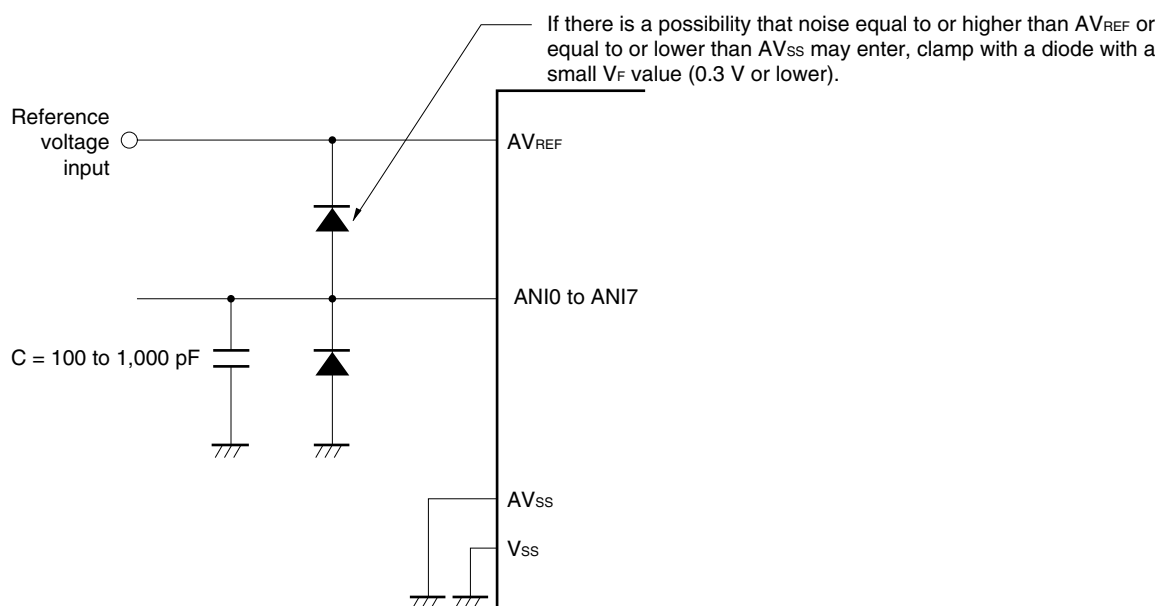 If there is a possibility that noise equal to or higher than AVREF or
equal to or lower than AVSS may enter, clamp with a diode with a
small VF value (0.3 V or lower).
Reference
voltage
input
AVREF
ANI0 to ANI7
C = 100 to 1,000 pF
AVSS
VSS